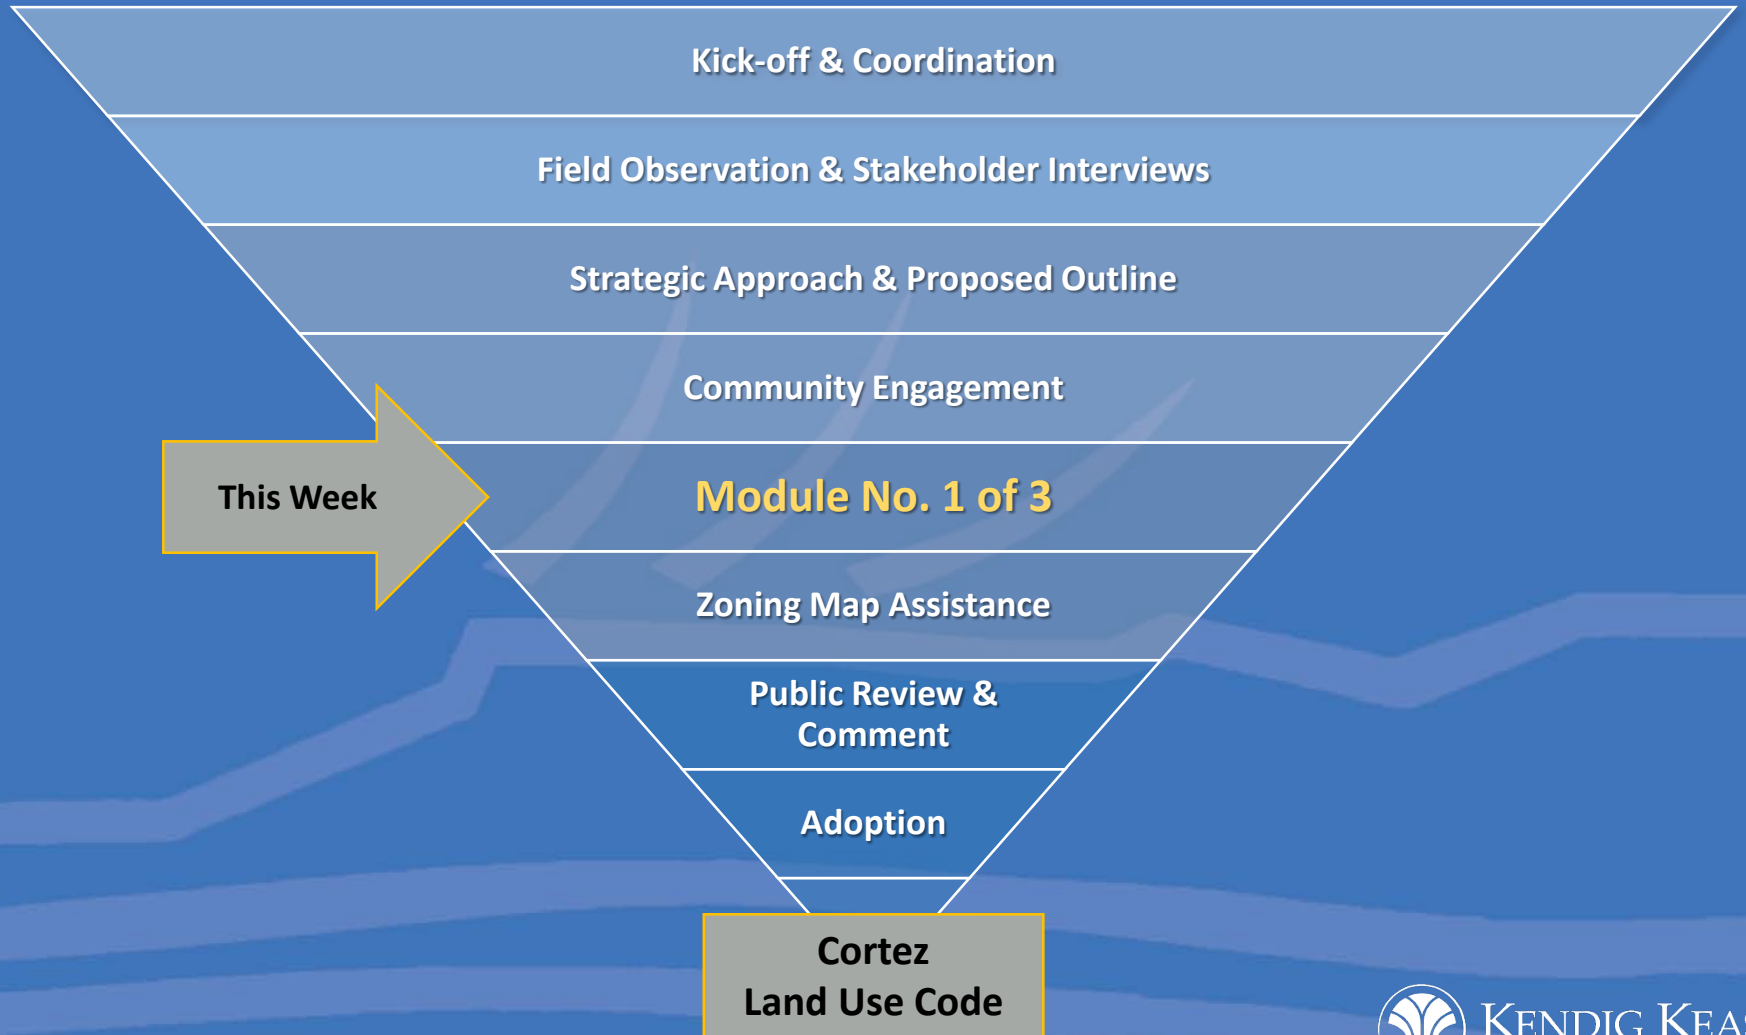 Kick-off & Coordination
Field Observation & Stakeholder Interviews
Strategic Approach & Proposed Outline
Community Engagement
This Week
Module No. 1 of 3
Zoning Map Assistance
Public Review &
Comment
Adoption
Cortez
Land Use Code
KENDIG